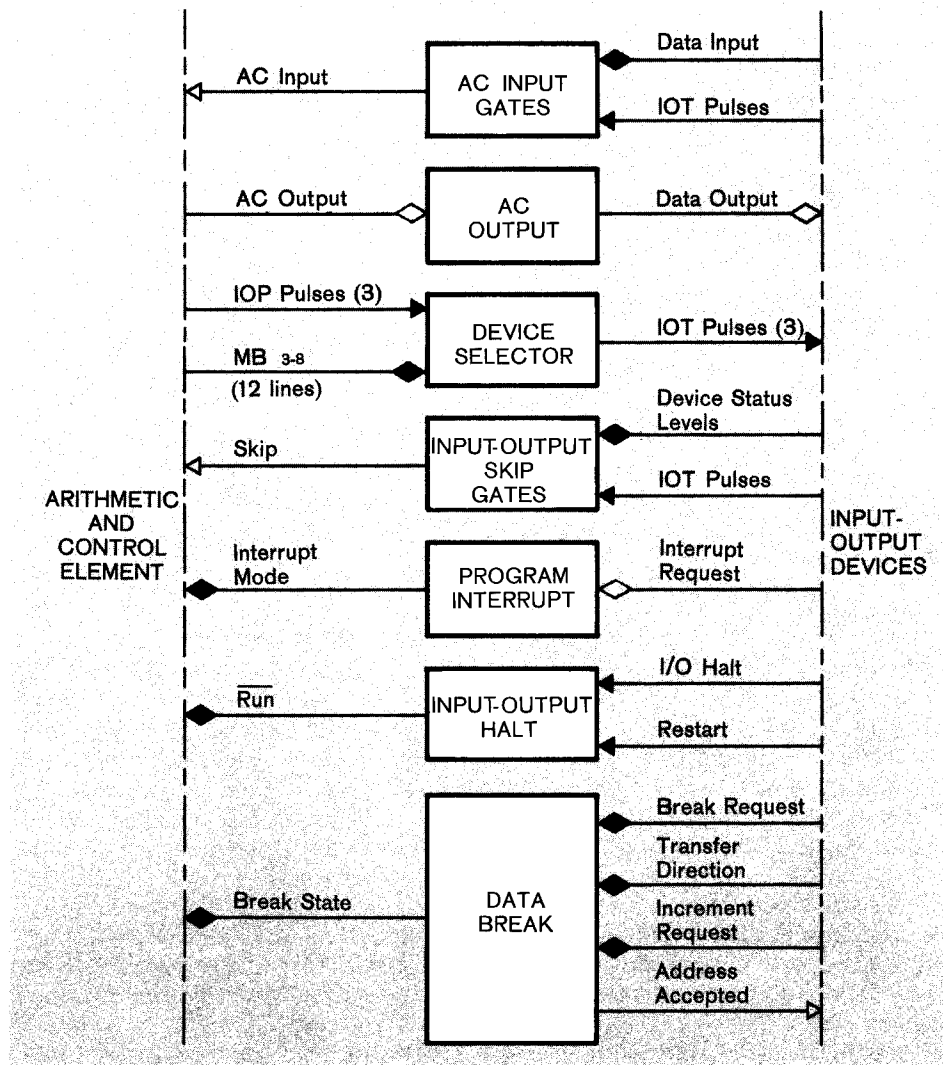 Data Input
AC Input
AC INPUT
GATES
IOT Pulses
AC Output
AC
OUTPUT
Data Output
IOP Pulses (3)
DEVICE
SELECTOR
IOT Pulses (3)
MB 3-8
(12 lines)
Device Status
Levels
Skip
INPUT-OUTPUT
SKIP
GATES
IOT Pulses
ARITHMETIC
AND
CONTROL
ELEMENT
INPUT-
OUTPUT
DEVICES
Interrupt
Mode
PROGRAM
INTERRUPT
Interrupt
Request
I/O Halt
Run
INPUT-OUTPUT
HALT
Restart
Break Request
Transfer
Direction
Break State
DATA
BREAK
Increment
Request
Address
Accepted